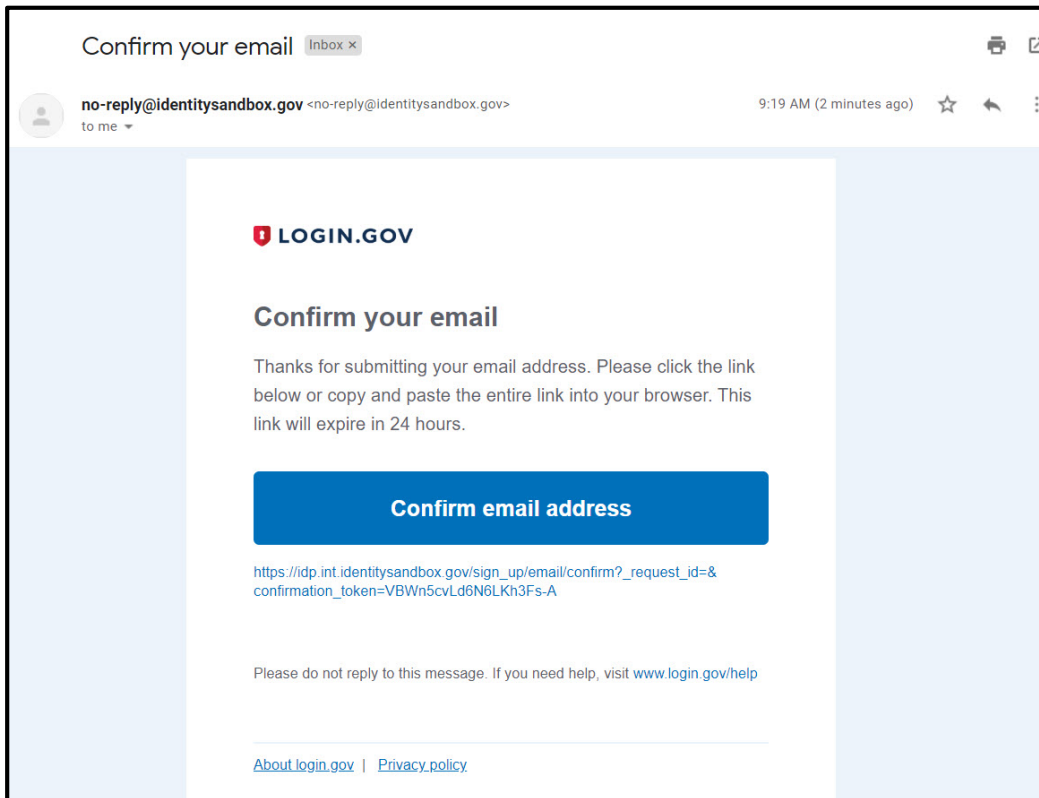 Confirm your email Inbox ×
no-reply@identitysandbox.gov <no-reply@identitysandbox.gov> 9:19 AM (2 minutes ago)
to me
LOGIN.GOV
Confirm your email
Thanks for submitting your email address. Please click the link
below or copy and paste the entire link into your browser. This
link will expire in 24 hours.
Confirm email address
https://idp.int.identitysandbox.gov/sign_up/email/confirm?_request_id=&
confirmation_token=VBWn5cvLd6N6LKh3Fs-A
Please do not reply to this message. If you need help, visit www.login.gov/help
About login.gov | Privacy policy